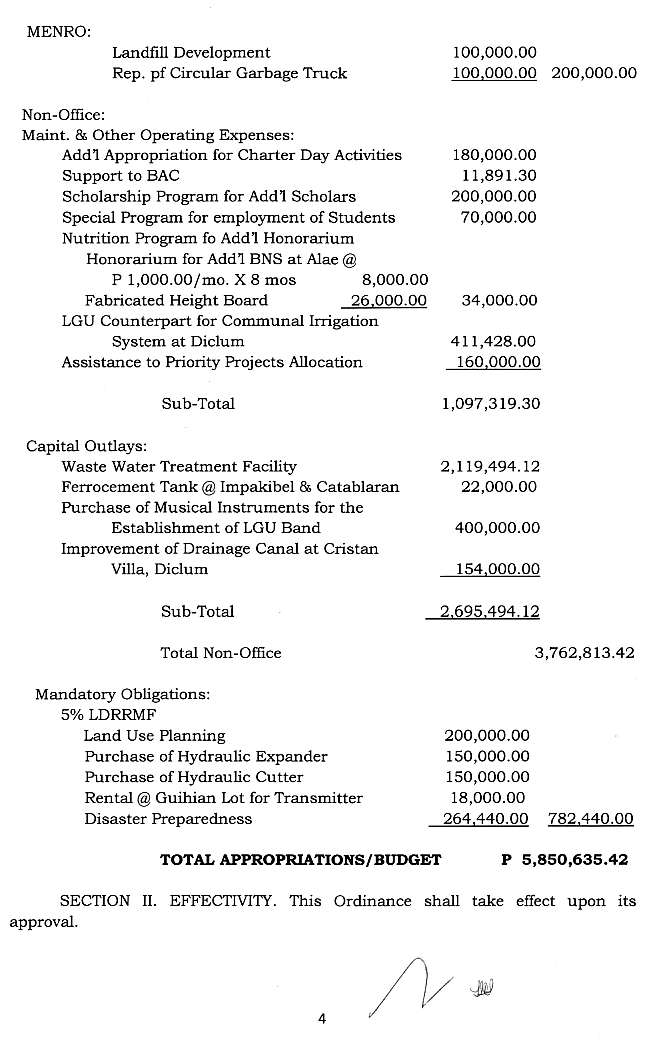 MENRO:
Landfill Development 100,000.00
Rep. pf Circular Garbage Truck 100,000.00 200,000.00
Non-Office:
Maint. & Other Operating Expenses:
Add'l Appropriation for Charter Day Activities 180,000.00
Support to BAC 11,891.30
Scholarship Program for Add'l Scholars 200,000.00
Special Program for employment of Students 70,000.00
Nutrition Program fo Add'l Honorarium
Honorarium for Add'l BNS at Alae @
P 1,000.00/mo. X 8 mos 8,000.00
Fabricated Height Board 26,000.00 34,000.00
LGU Counterpart for Communal Irrigation
System at Diclum 411,428.00
Assistance to Priority Projects Allocation 160,000.00
Sub-Total 1,097,319.30
Capital Outlays:
Waste Water Treatment Facility 2,119,494.12
Ferrocement Tank @ Impakibel & Catablaran 22,000.00
Purchase of Musical Instruments for the
Establishment of LGU Band 400,000.00
Improvement of Drainage Canal at Cristan
Villa, Diclum 154,000.00
Sub-Total 2,695,494.12
Total Non-Office 3,762,813.42
Mandatory Obligations:
5% LDRRMF
Land Use Planning 200,000.00
Purchase of Hydraulic Expander 150,000.00
Purchase of Hydraulic Cutter 150,000.00
Rental @ Guihian Lot for Transmitter 18,000.00
Disaster Preparedness 264,440.00 782,440.00
TOTAL APPROPRIATIONS/BUDGET P 5,850,635.42
SECTION II. EFFECTIVITY. This Ordinance shall take effect upon its
approval.
4